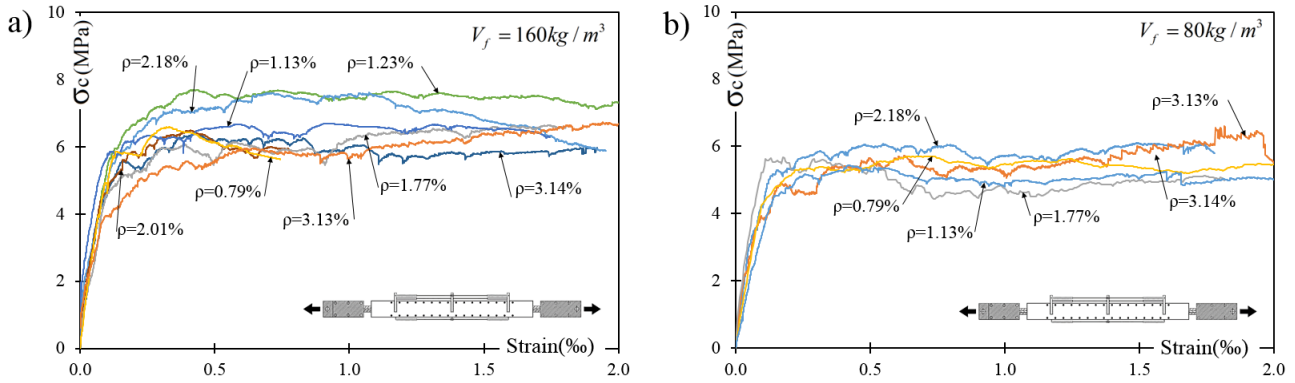 a)
σc(MPa)
10
8
6
4
2
0
V_f = 160kg / m³
ρ=2.18%
ρ=1.13%
ρ=1.23%
ρ=2.01%
ρ=0.79%
ρ=3.13%
ρ=1.77%
ρ=3.14%
0.0
0.5
1.0
1.5
2.0
Strain(‰)
b)
σc(MPa)
10
8
6
4
2
0
V_f = 80kg / m³
ρ=2.18%
ρ=3.13%
ρ=0.79%
ρ=1.13%
ρ=1.77%
ρ=3.14%
0.0
0.5
1.0
1.5
2.0
Strain(‰)